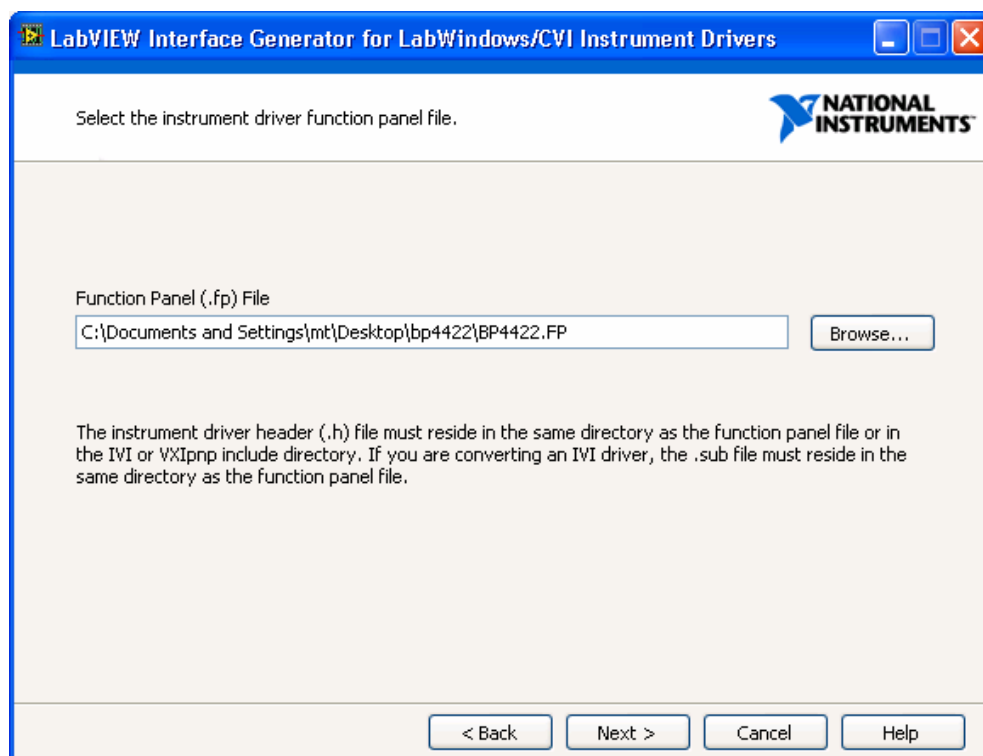 LabVIEW Interface Generator for LabWindows/CVI Instrument Drivers
Select the instrument driver function panel file.
NATIONAL
INSTRUMENTS™
Function Panel (.fp) File
C:\Documents and Settings\mt\Desktop\bp4422\BP4422.FP
Browse...
The instrument driver header (.h) file must reside in the same directory as the function panel file or in
the IVI or VXIpnp include directory. If you are converting an IVI driver, the .sub file must reside in the
same directory as the function panel file.
< Back Next > Cancel Help